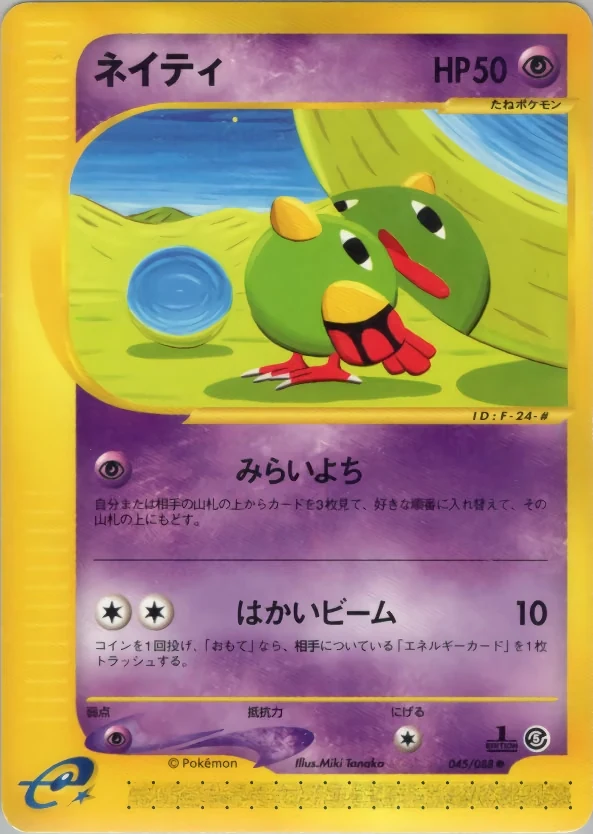 ネイティ HP50
たねポケモン
ID:F-24-#
みらいよち
自分または相手の山札の上からカードを3枚見て、好きな順番に入れ替えて、その
山札の上にもどす。
はかいビーム 10
コインを1回投げ、「おもて」なら、相手についている「エネルギーカード」を1枚
トラッシュする。
弱点 抵抗力 にげる
1 EDITION 5
© Pokémon Illus.Miki Tanaka 045/088
e